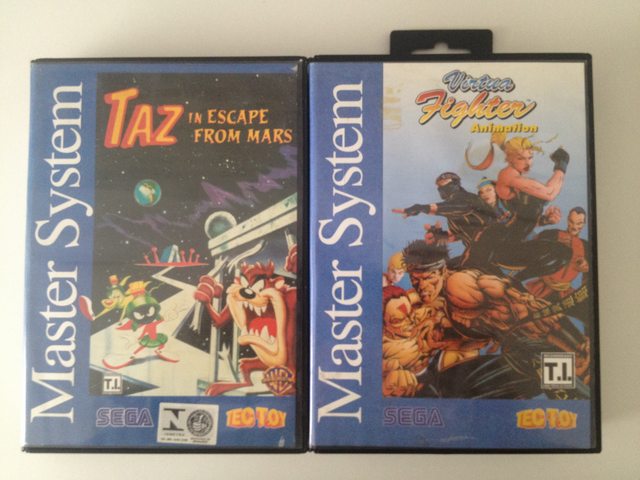 Master System
TAZ IN ESCAPE
FROM MARS
T.I.
SEGA
N
TEC TOY
Master System
Virtua
Fighter
Animation
T.I.
SEGA
TEC TOY